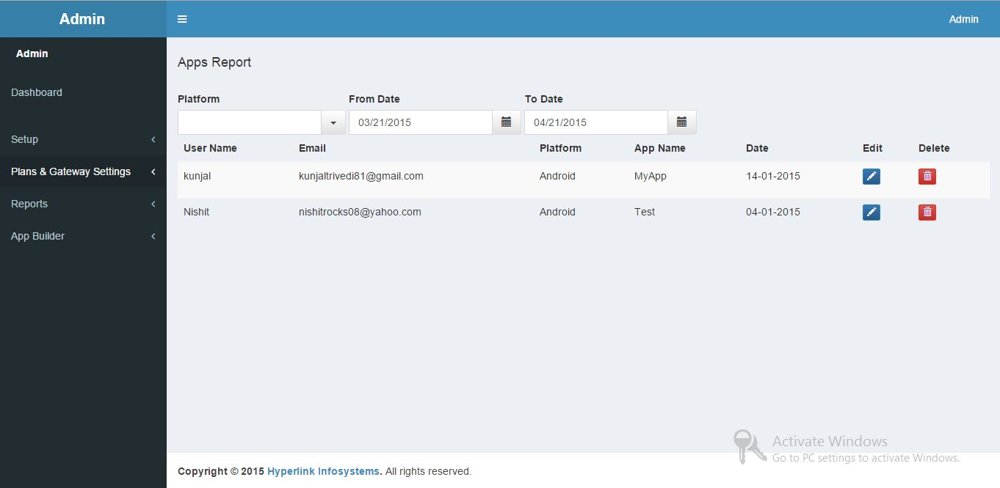 Admin
Admin
Admin
Dashboard
Setup
Plans & Gateway Settings
Reports
App Builder
Apps Report
Platform From Date To Date
03/21/2015 04/21/2015
User Name Email Platform App Name Date Edit Delete
kunjal kunjaltrivedi81@gmail.com Android MyApp 14-01-2015
Nishit nishitrocks08@yahoo.com Android Test 04-01-2015
Activate Windows
Go to PC settings to activate Windows.
Copyright © 2015 Hyperlink Infosystems. All rights reserved.